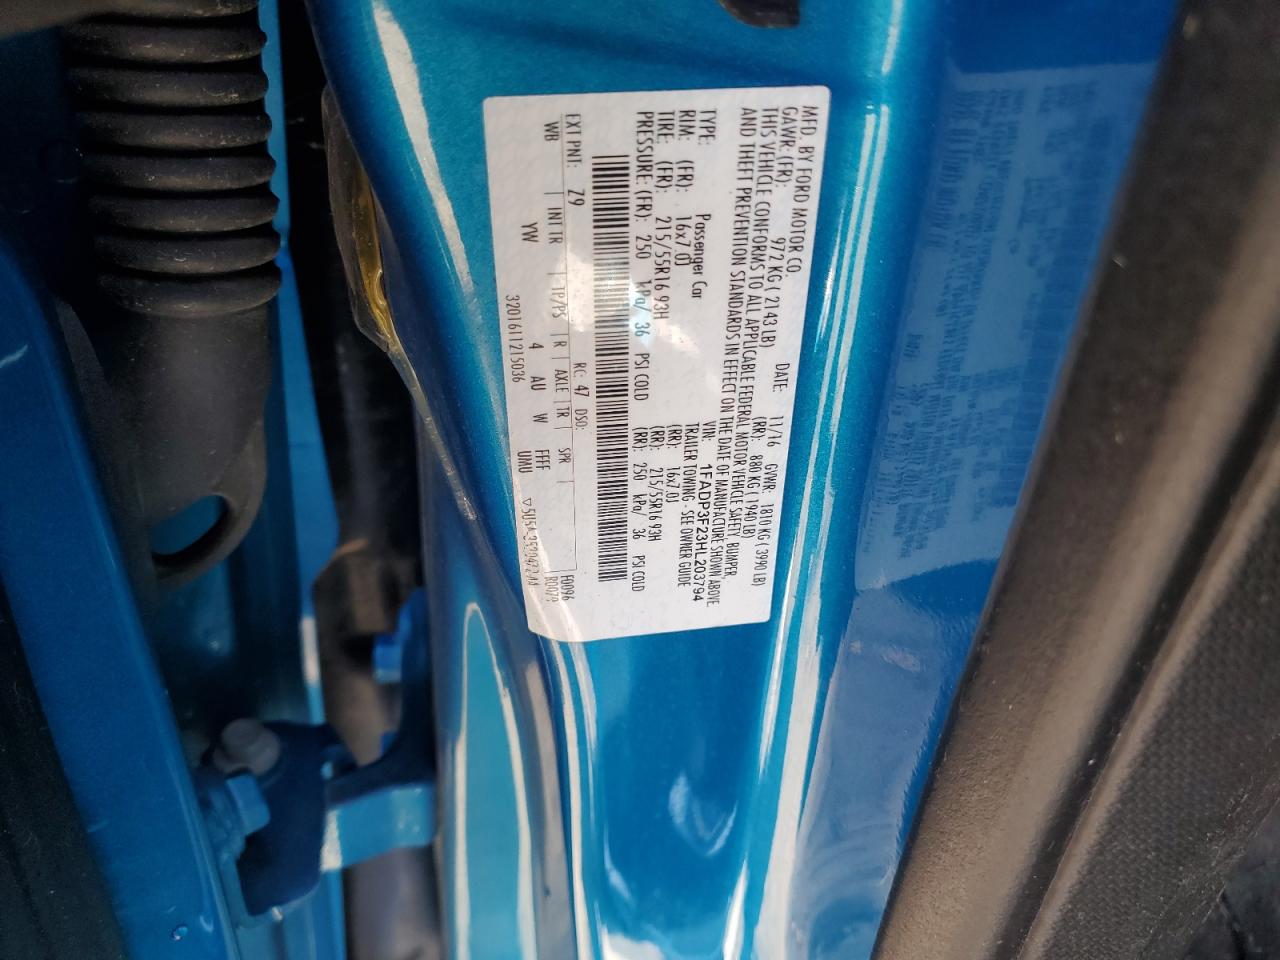 MFD. BY FORD MOTOR CO.
DATE: 11/16 GVWR: 1810 KG ( 3990 LB)
GAWR: (FR): 972 KG ( 2143 LB) (RR): 880 KG ( 1940 LB)
THIS VEHICLE CONFORMS TO ALL APPLICABLE FEDERAL MOTOR VEHICLE SAFETY, BUMPER,
AND THEFT PREVENTION STANDARDS IN EFFECT ON THE DATE OF MANUFACTURE SHOWN ABOVE
VIN: 1FADP3F23HL203794
TYPE: Passenger Car TRAILER TOWING - SEE OWNER GUIDE
RIM: (FR): 16x7.0J (RR): 16x7.0J
TIRE: (FR): 215/55R16 93H (RR): 215/55R16 93H
PRESSURE: (FR): 250 kPa/ 36 PSI COLD (RR): 250 kPa/ 36 PSI COLD
EXT PNT: Z9 RC: 47 DSO: F0096
WB INT TR TP/PS R AXLE TR SPR
YW 4 AU W FFFF
3201611215036 UMU